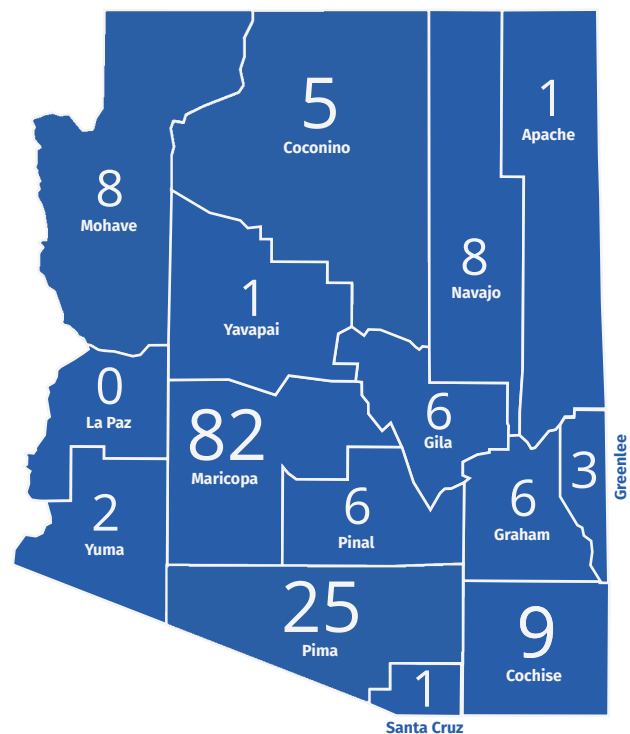 5
Coconino
1
Apache
8
Mohave
8
Navajo
1
Yavapai
0
La Paz
82
Maricopa
6
Gila
3
Greenlee
2
Yuma
6
Pinal
6
Graham
25
Pima
9
Cochise
1
Santa Cruz